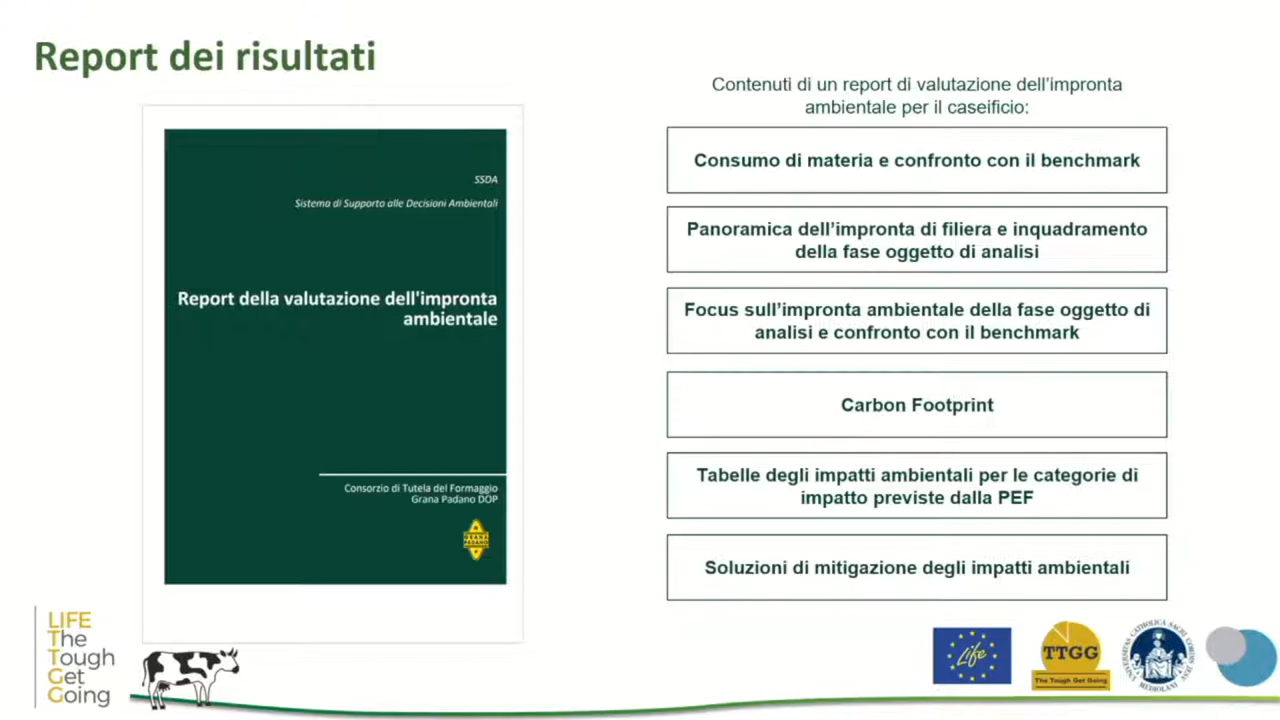 Report dei risultati
SSDA
Sistema di Supporto alle Decisioni Ambientali
Report della valutazione dell'impronta
ambientale
Consorzio di Tutela del Formaggio
Grana Padano DOP
GRANA
PADANO
Contenuti di un report di valutazione dell'impronta
ambientale per il caseificio:
Consumo di materia e confronto con il benchmark
Panoramica dell'impronta di filiera e inquadramento
della fase oggetto di analisi
Focus sull'impronta ambientale della fase oggetto di
analisi e confronto con il benchmark
Carbon Footprint
Tabelle degli impatti ambientali per le categorie di
impatto previste dalla PEF
Soluzioni di mitigazione degli impatti ambientali
LIFE
The
Tough
Get
Going
Life
TTGG
The Tough Get Going